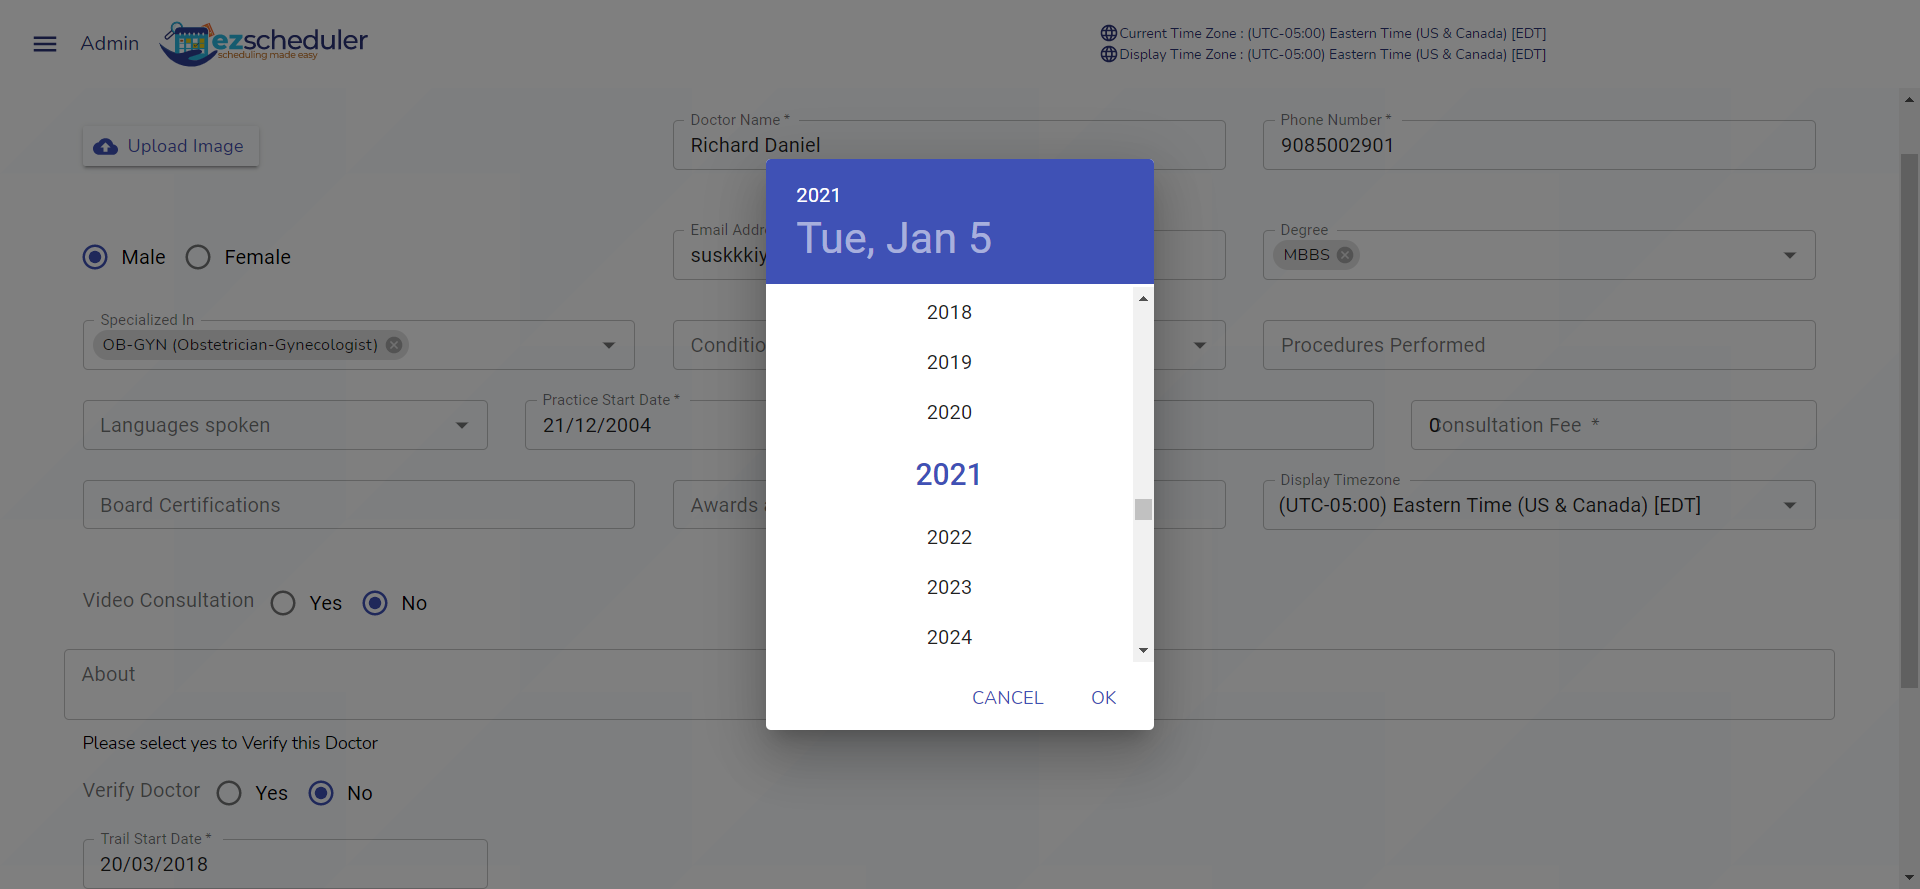 Admin
ezscheduler
scheduling made easy
Current Time Zone : (UTC-05:00) Eastern Time (US & Canada) [EDT]
Display Time Zone : (UTC-05:00) Eastern Time (US & Canada) [EDT]
Upload Image
Doctor Name *
Richard Daniel
Phone Number *
9085002901
Male
Female
Email Addre
suskkkiy
Degree
MBBS
Specialized In
OB-GYN (Obstetrician-Gynecologist)
Conditio
Procedures Performed
Languages spoken
Practice Start Date *
21/12/2004
0
Consultation Fee *
Board Certifications
Awards
Display Timezone
(UTC-05:00) Eastern Time (US & Canada) [EDT]
Video Consultation
Yes
No
About
Please select yes to Verify this Doctor
Verify Doctor
Yes
No
Trail Start Date *
20/03/2018
2021
Tue, Jan 5
2018
2019
2020
2021
2022
2023
2024
CANCEL
OK